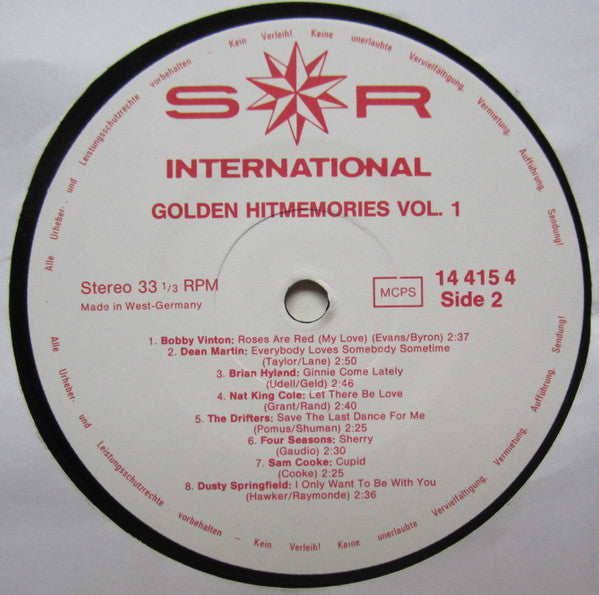 Alle Urheber- und Leistungsschutzrechte vorbehalten Kein Verleih! Keine unerlaubte Vervielfältigung, Vermietung, Aufführung, Sendung!
S R
INTERNATIONAL
GOLDEN HITMEMORIES VOL. 1
Stereo 33 1/3 RPM
Made in West-Germany
MCPS
14 415 4
Side 2
1. Bobby Vinton: Roses Are Red (My Love) (Evans/Byron) 2:37
2. Dean Martin: Everybody Loves Somebody Sometime
(Taylor/Lane) 2:50
3. Brian Hyland: Ginnie Come Lately
(Udell/Geld) 2:46
4. Nat King Cole: Let There Be Love
(Grant/Rand) 2:40
5. The Drifters: Save The Last Dance For Me
(Pomus/Shuman) 2:25
6. Four Seasons: Sherry
(Gaudio) 2:30
7. Sam Cooke: Cupid
(Cooke) 2:25
8. Dusty Springfield: I Only Want To Be With You
(Hawker/Raymonde) 2:36
Alle Urheber- und Leistungsschutzrechte vorbehalten - Kein Verleih! Keine unerlaubte Vervielfältigung, Vermietung, Aufführung, Sendung!